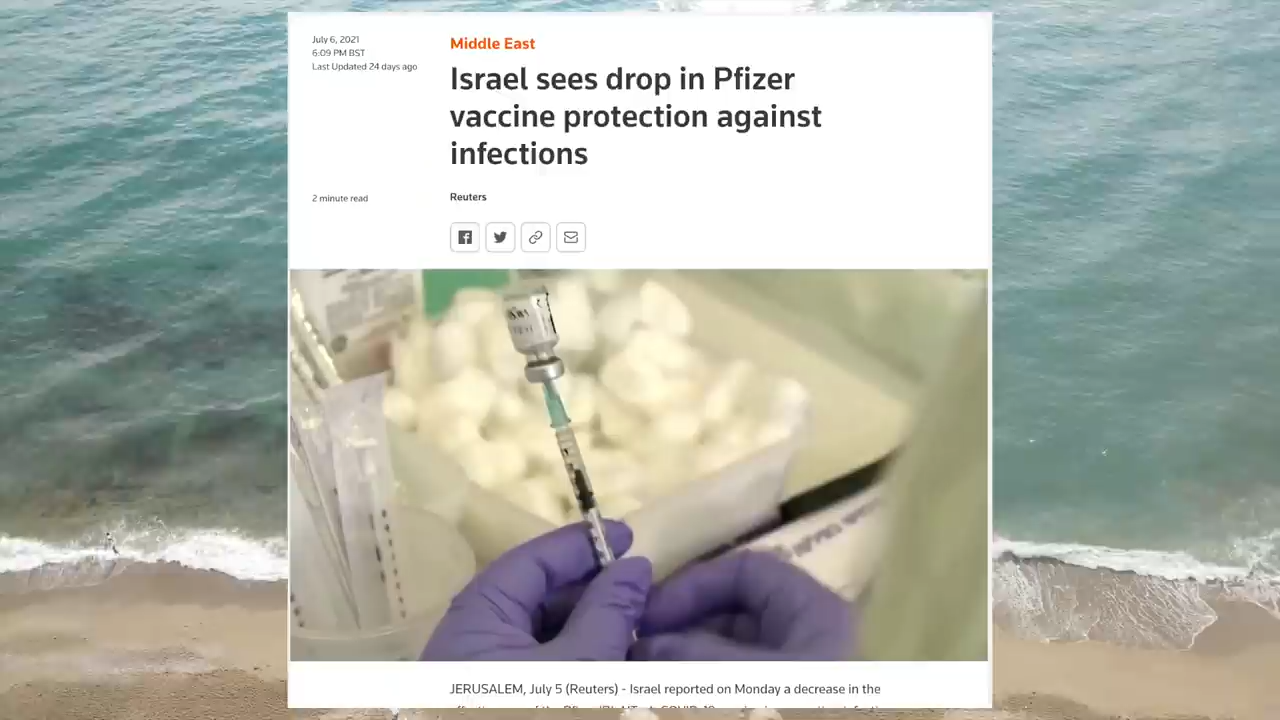 July 6, 2021
6:09 PM BST
Last Updated 24 days ago
Middle East
Israel sees drop in Pfizer
vaccine protection against
infections
2 minute read
Reuters
JERUSALEM, July 5 (Reuters) - Israel reported on Monday a decrease in the